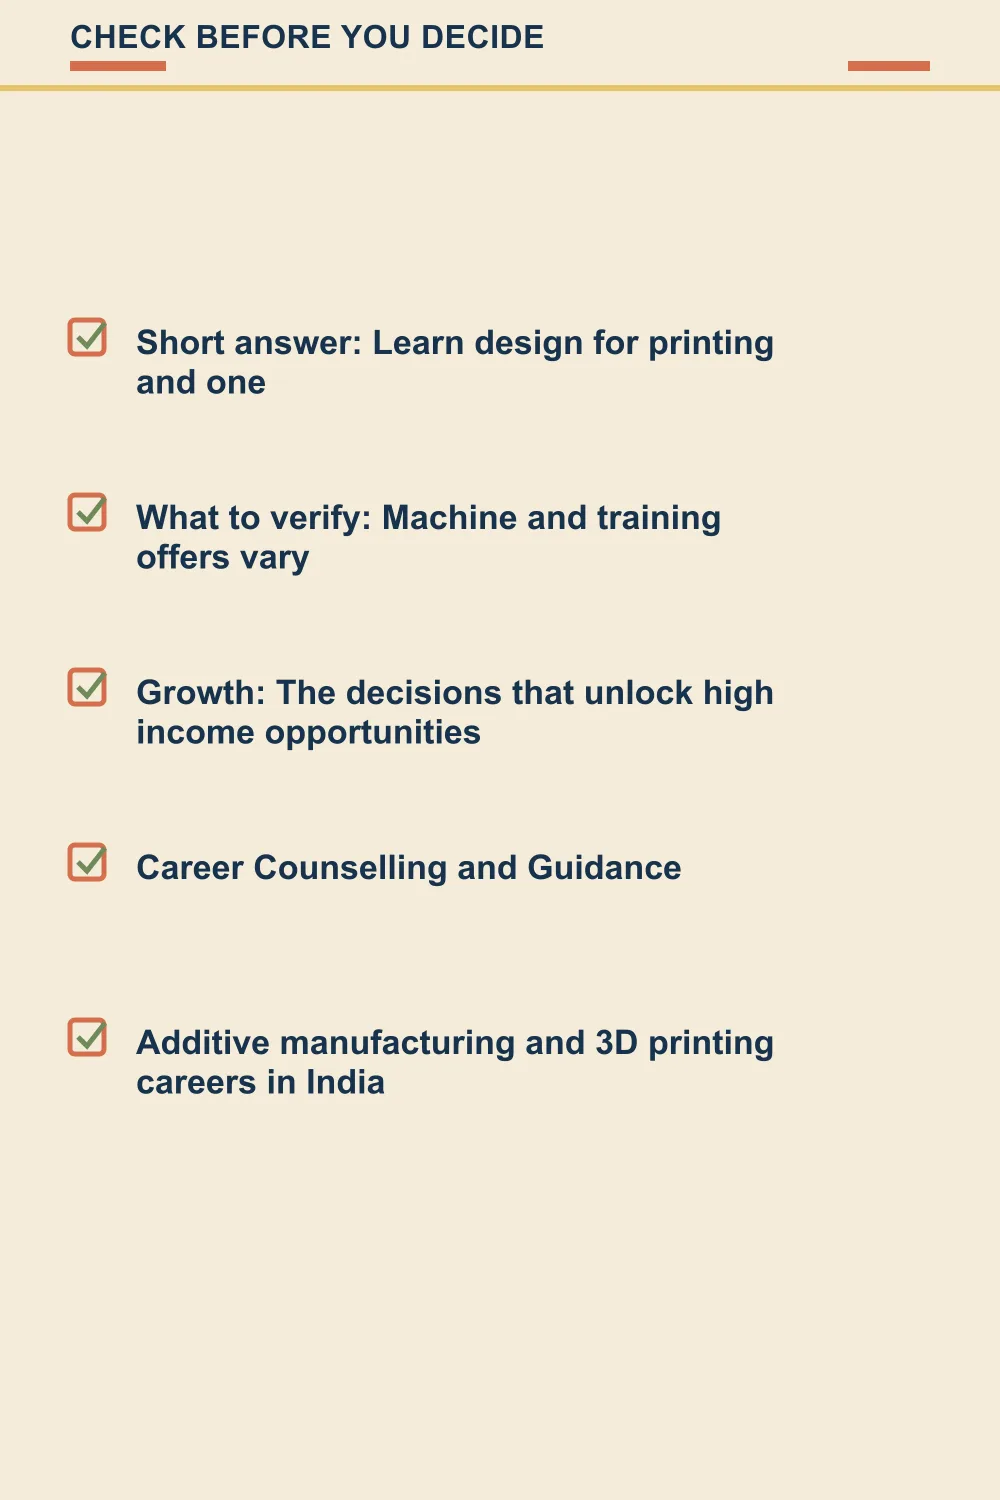 CHECK BEFORE YOU DECIDE
Short answer: Learn design for printing
and one
What to verify: Machine and training
offers vary
Growth: The decisions that unlock high
income opportunities
Career Counselling and Guidance
Additive manufacturing and 3D printing
careers in India